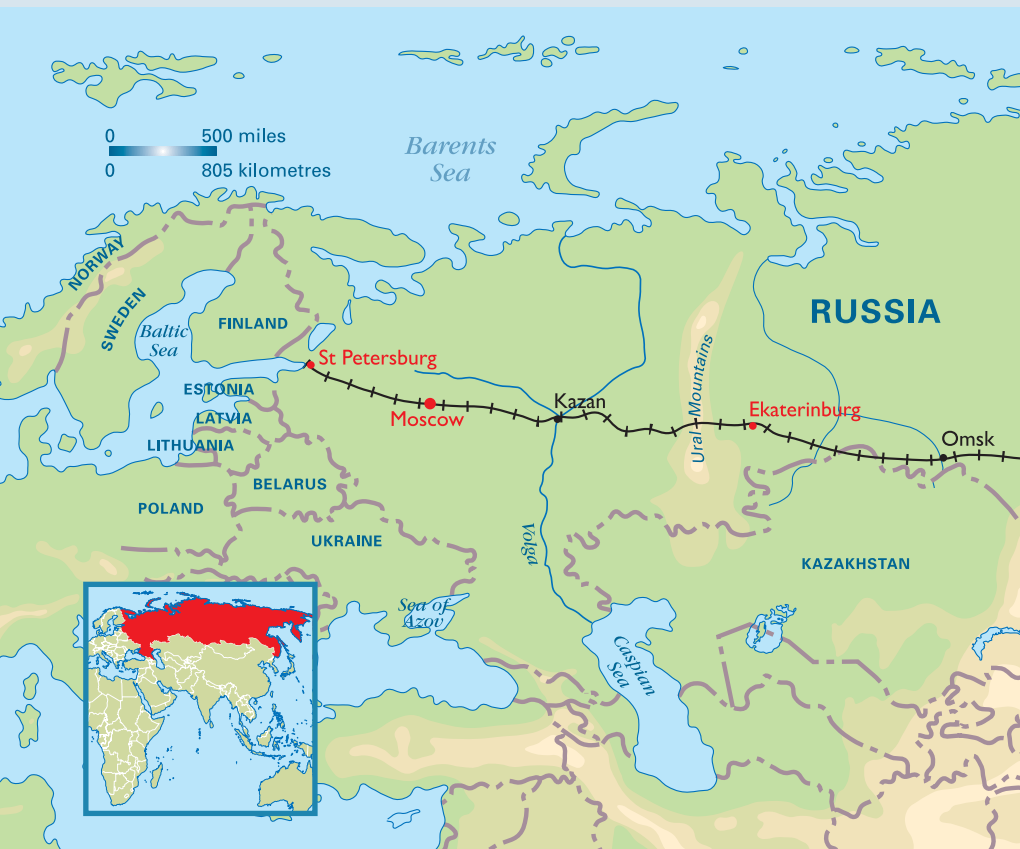 0 500 miles
0 805 kilometres
Barents
Sea
NORWAY
SWEDEN
FINLAND
RUSSIA
Baltic
Sea
St Petersburg
ESTONIA
Moscow
LATVIA
LITHUANIA
Kazan
Ural Mountains
Ekaterinburg
Omsk
BELARUS
POLAND
UKRAINE
Volga
KAZAKHSTAN
Sea of
Azov
Caspian
Sea